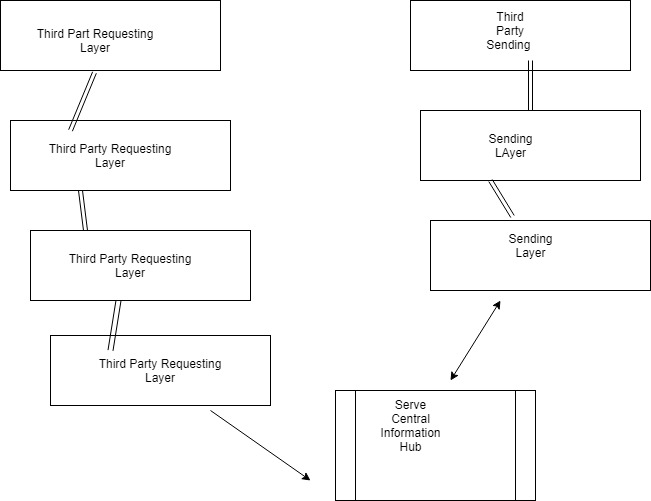 Third Part Requesting
Layer
Third Party Requesting
Layer
Third Party Requesting
Layer
Third Party Requesting
Layer
Third
Party
Sending
Sending
LAyer
Sending
Layer
Serve
Central
Information
Hub